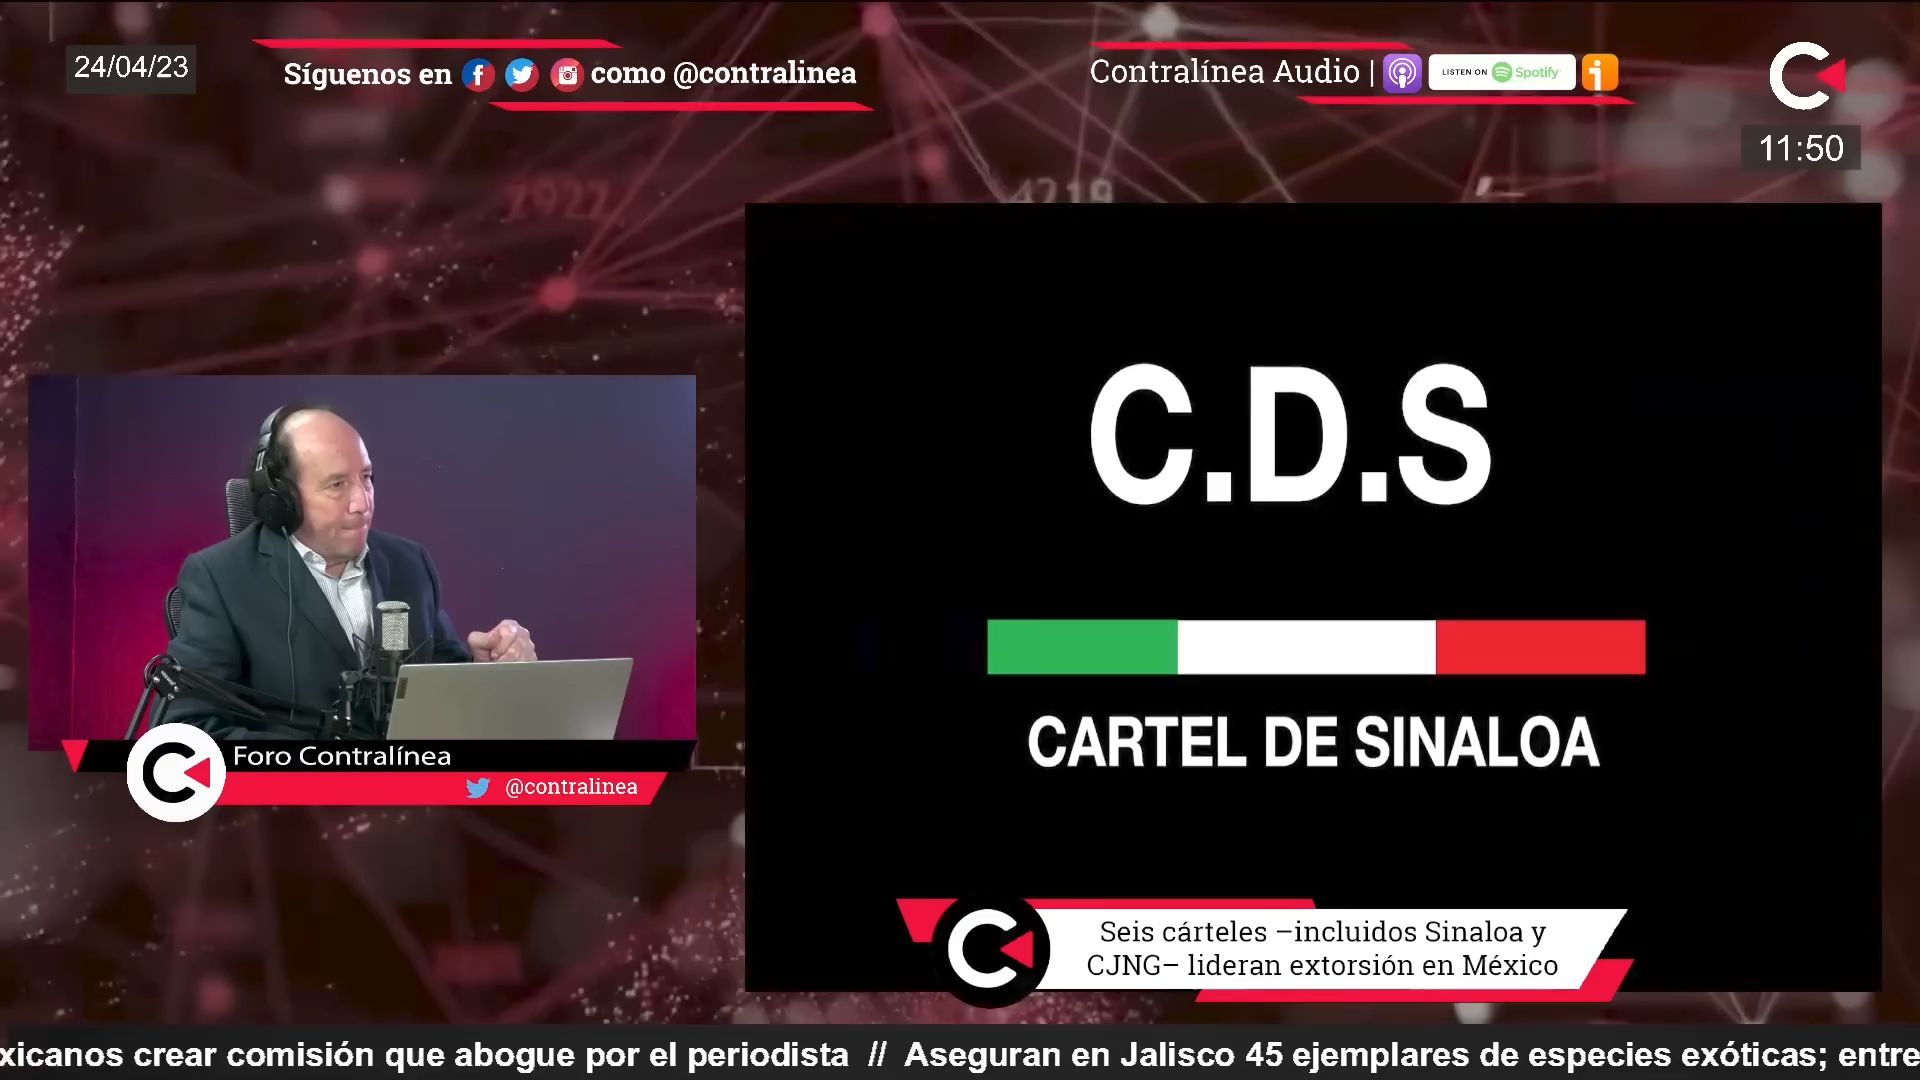 24/04/23
Síguenos en como @contralinea
Contralínea Audio |
LISTEN ON Spotify
11:50
7922
4219
C.D.S
CARTEL DE SINALOA
Foro Contralínea
@contralinea
Seis cárteles –incluidos Sinaloa y
CJNG– lideran extorsión en México
xicanos crear comisión que abogue por el periodista // Aseguran en Jalisco 45 ejemplares de especies exóticas; entre